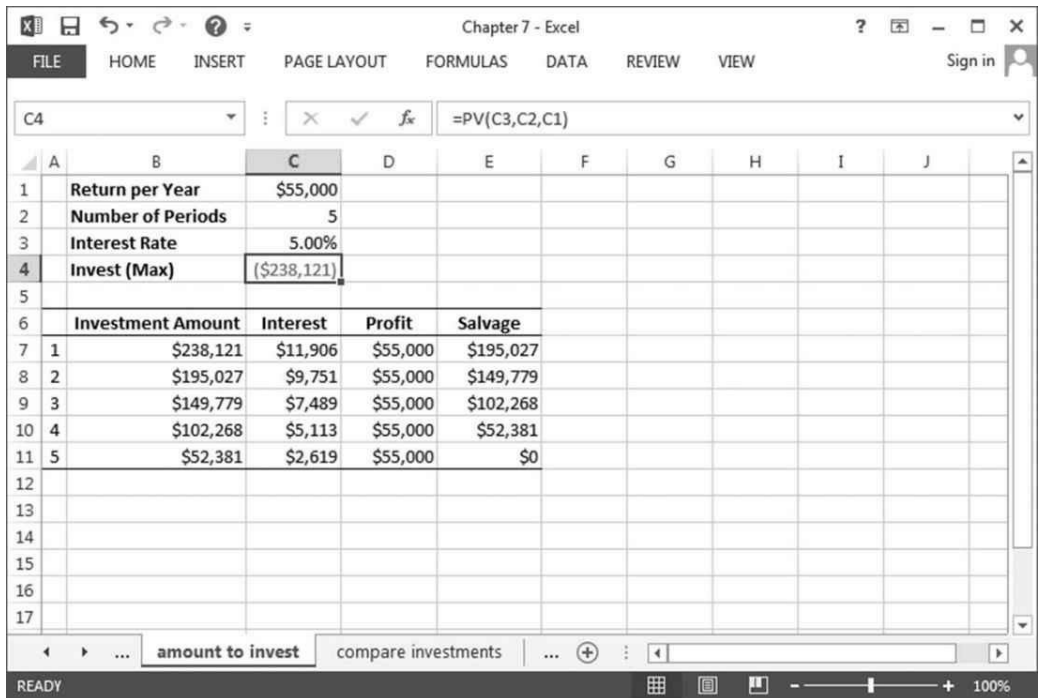 Chapter 7 - Excel
?
FILE HOME INSERT PAGE LAYOUT FORMULAS DATA REVIEW VIEW Sign in
C4 fx =PV(C3,C2,C1)
A B C D E F G H I J
1 Return per Year $55,000
2 Number of Periods 5
3 Interest Rate 5.00%
4 Invest (Max) ($238,121)
5
6 Investment Amount Interest Profit Salvage
7 1 $238,121 $11,906 $55,000 $195,027
8 2 $195,027 $9,751 $55,000 $149,779
9 3 $149,779 $7,489 $55,000 $102,268
10 4 $102,268 $5,113 $55,000 $52,381
11 5 $52,381 $2,619 $55,000 $0
12
13
14
15
16
17
... amount to invest compare investments ...
READY 100%